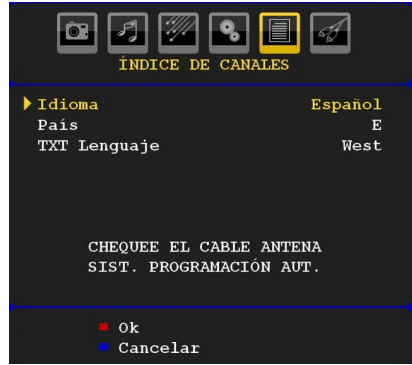 ÍNDICE DE CANALES
Idioma Español
País E
TXT Lenguaje West
CHEQUEE EL CABLE ANTENA
SIST. PROGRAMACIÓN AUT.
Ok
Cancelar